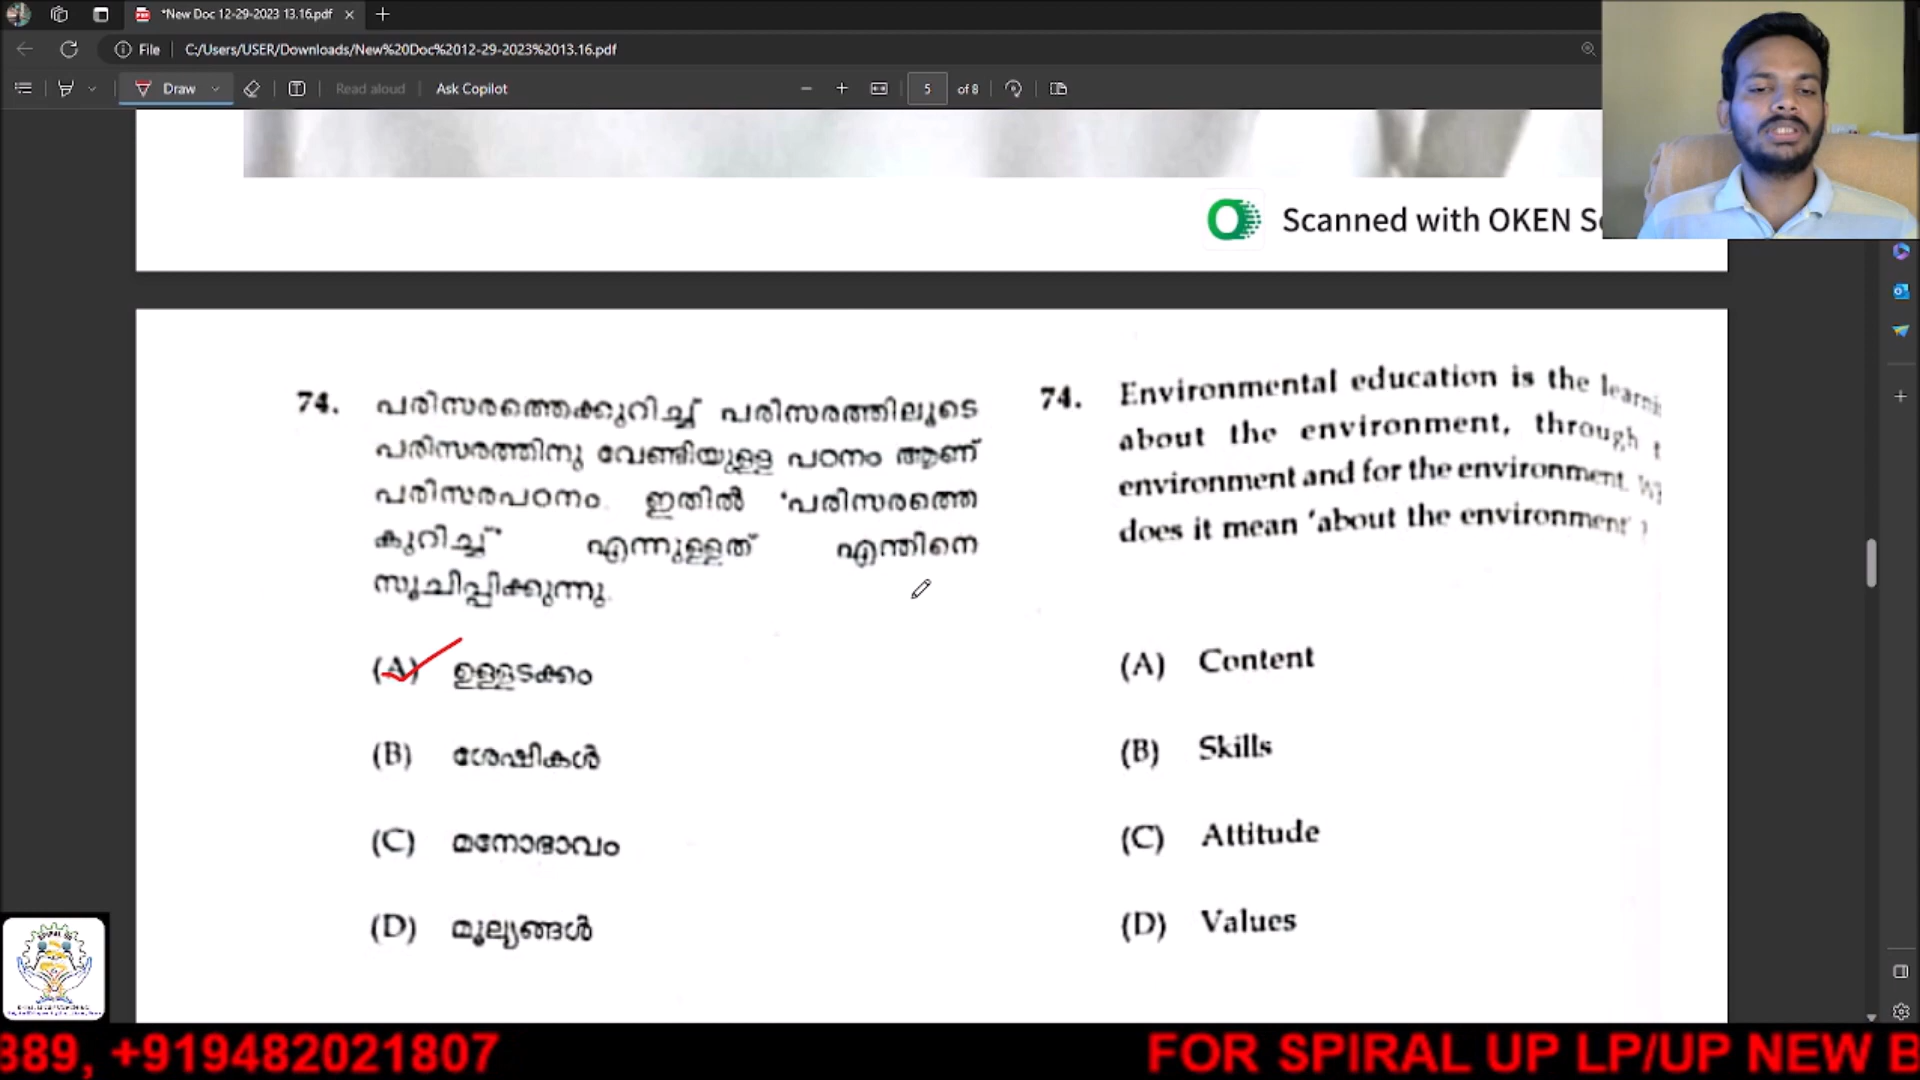 *New Doc 12-29-2023 13.16.pdf
File
C:/Users/USER/Downloads/New%20Doc%2012-29-2023%2013.16.pdf
Draw
Read aloud
Ask Copilot
5
of 8
Scanned with OKEN
74. പരിസരത്തെക്കുറിച്ച് പരിസരത്തിലൂടെ
പരിസരത്തിനു വേണ്ടിയുള്ള പഠനം ആണ്
പരിസരപഠനം. ഇതിൽ 'പരിസരത്തെ
കുറിച്ച്' എന്നുള്ളത് എന്തിനെ
സൂചിപ്പിക്കുന്നു.
(A) ഉള്ളടക്കം
(B) ശേഷികൾ
(C) മനോഭാവം
(D) മൂല്യങ്ങൾ
74. Environmental education is the
about the environment, through
environment and for the environment.
does it mean 'about the environment'
(A) Content
(B) Skills
(C) Attitude
(D) Values
389, +919482021807
FOR SPIRAL UP LP/UP NEW B